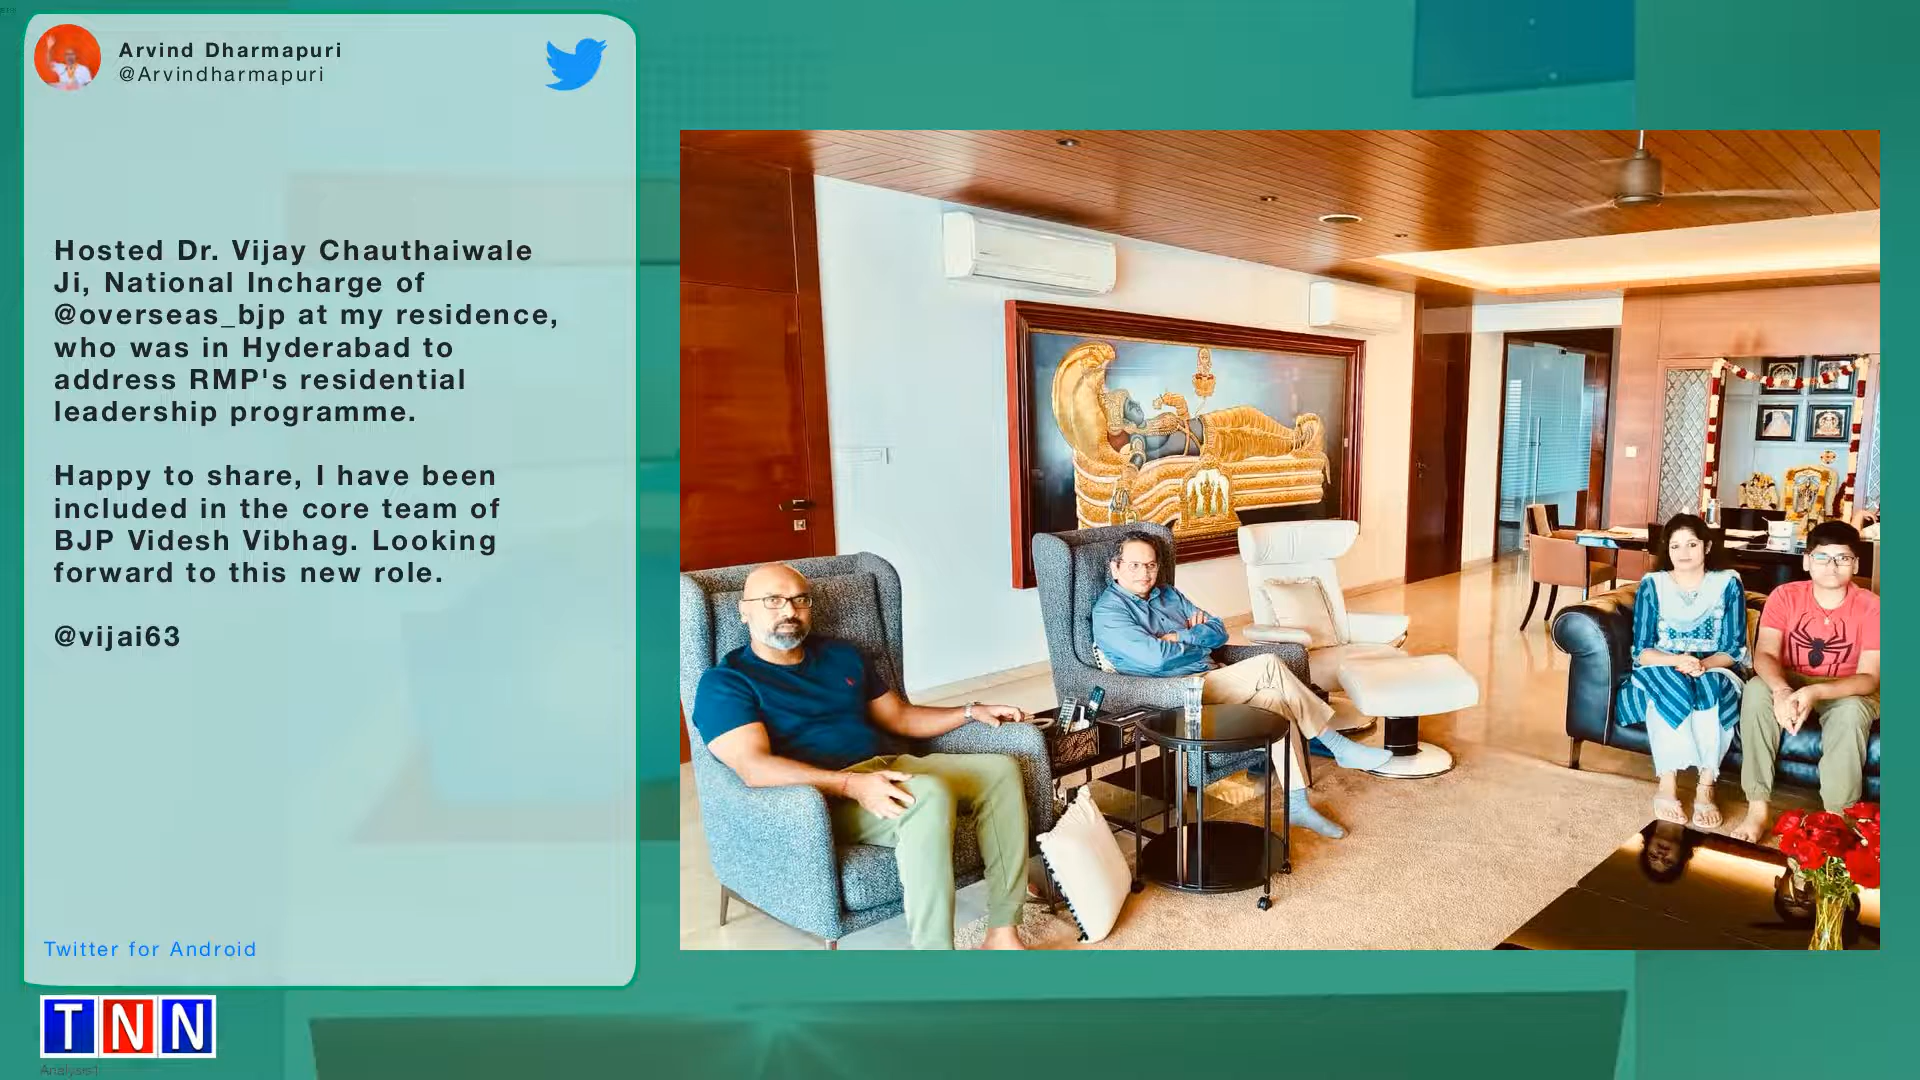 Arvind Dharmapuri
@Arvindharmapuri
Hosted Dr. Vijay Chauthaiwale
Ji, National Incharge of
@overseas_bjp at my residence,
who was in Hyderabad to
address RMP's residential
leadership programme.
Happy to share, I have been
included in the core team of
BJP Videsh Vibhag. Looking
forward to this new role.
@vijai63
Twitter for Android
TNN
Analysis1